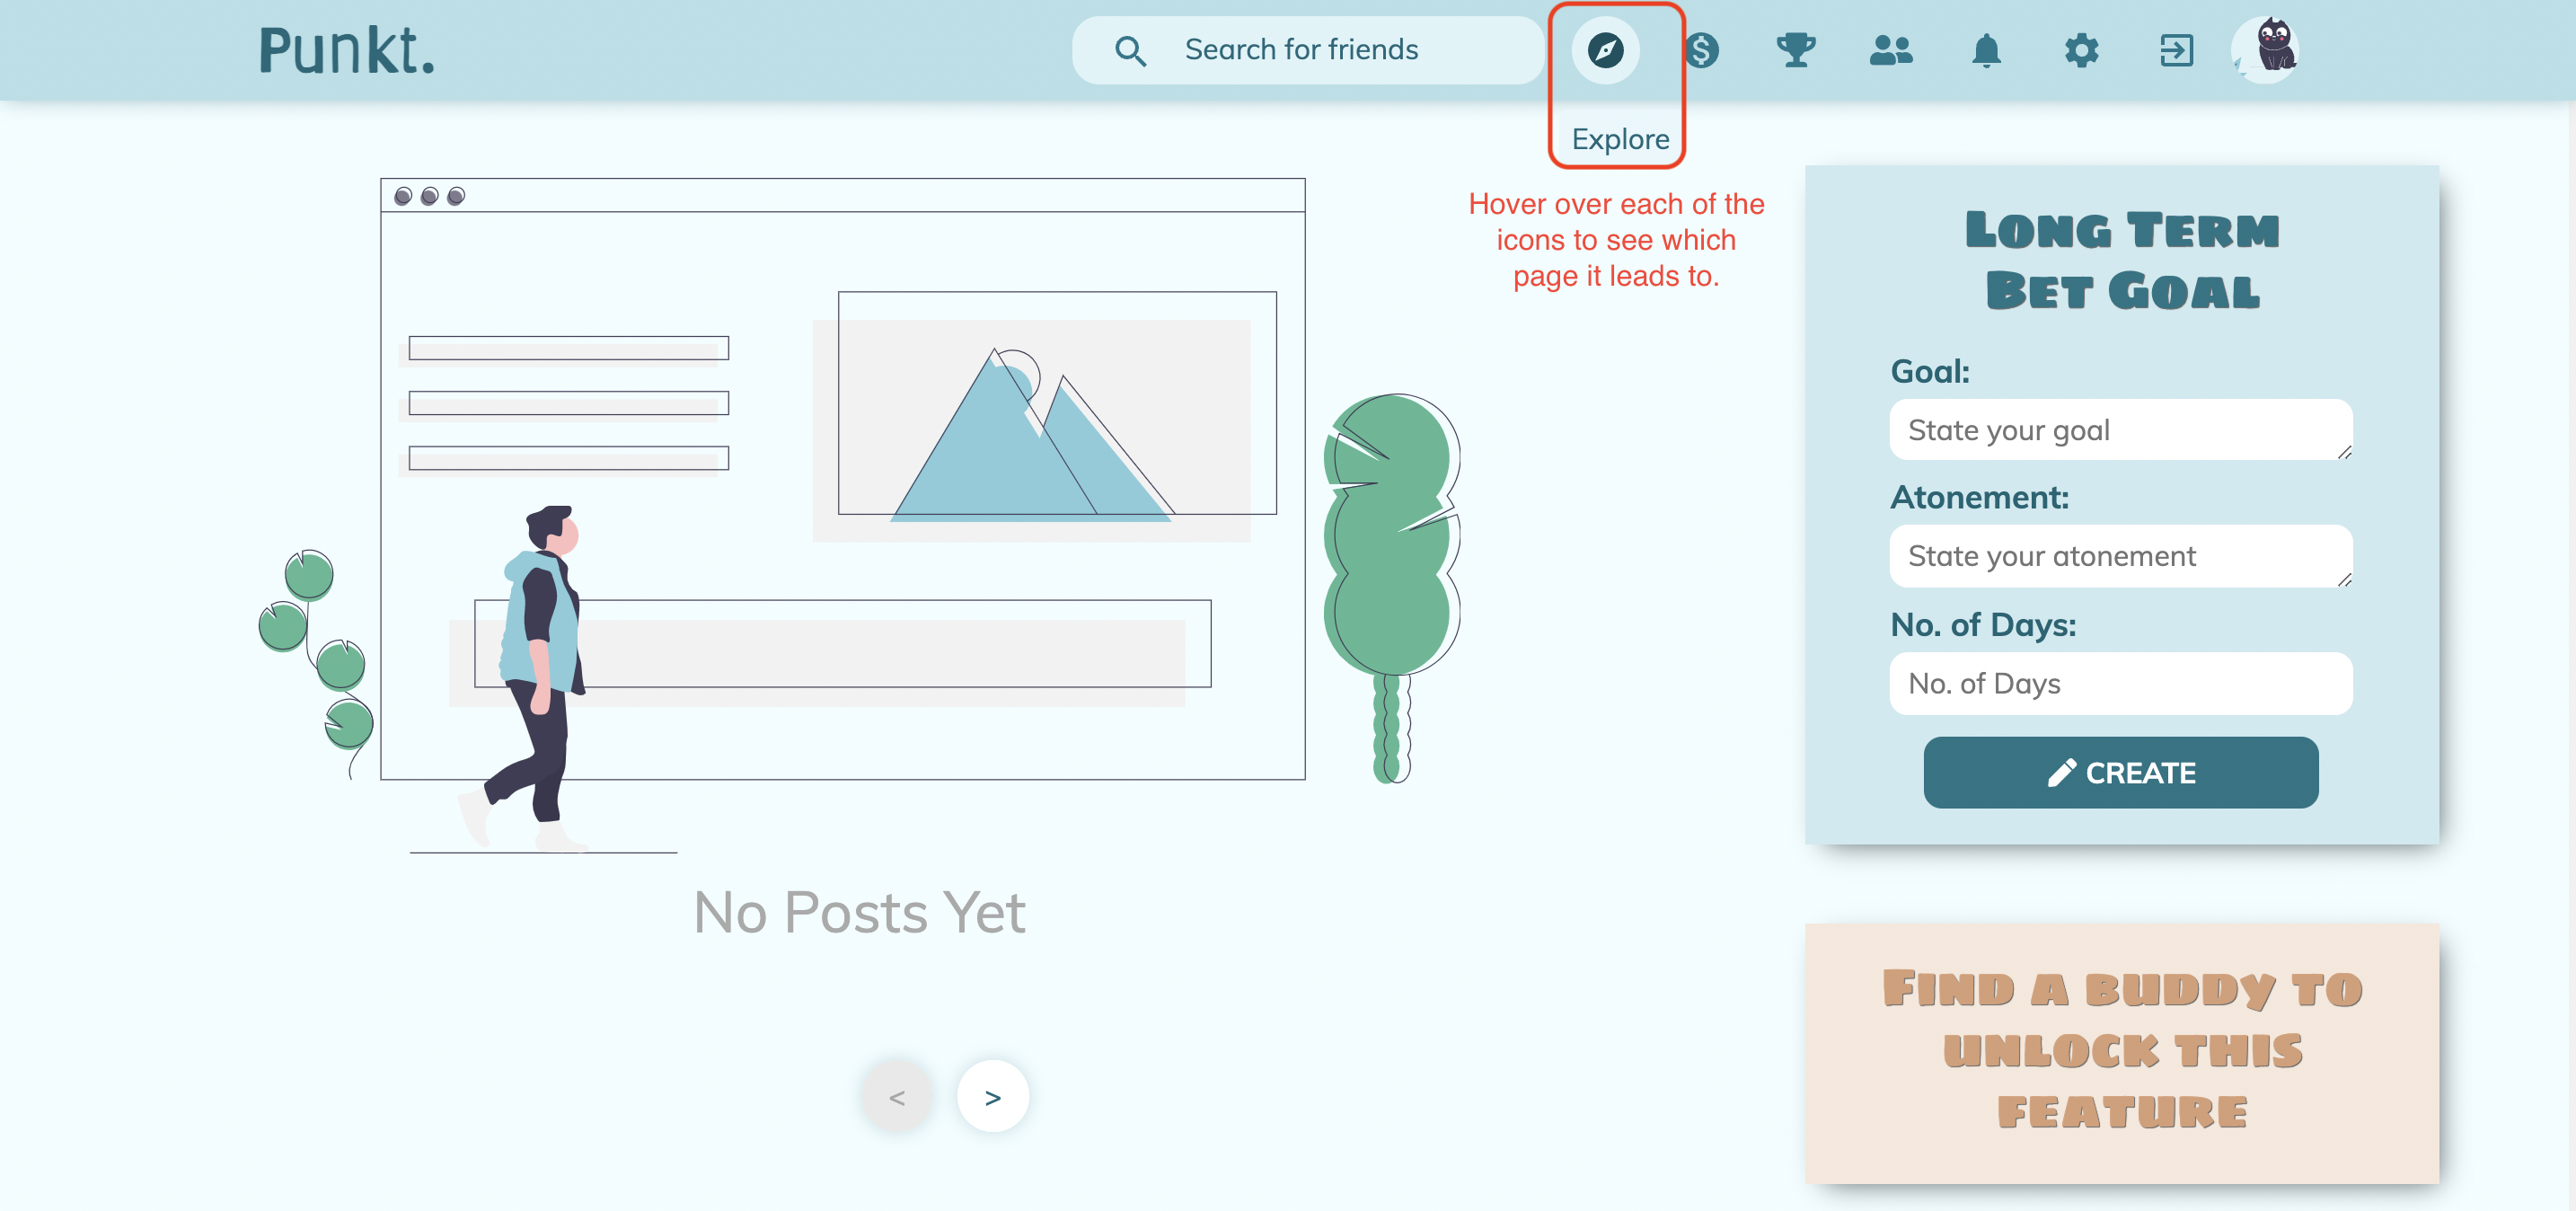 Punkt.
Search for friends
Explore
Hover over each of the
icons to see which
page it leads to.
Long Term
Bet Goal
Goal:
State your goal
Atonement:
State your atonement
No. of Days:
No. of Days
CREATE
No Posts Yet
Find a buddy to
unlock this
feature
< >